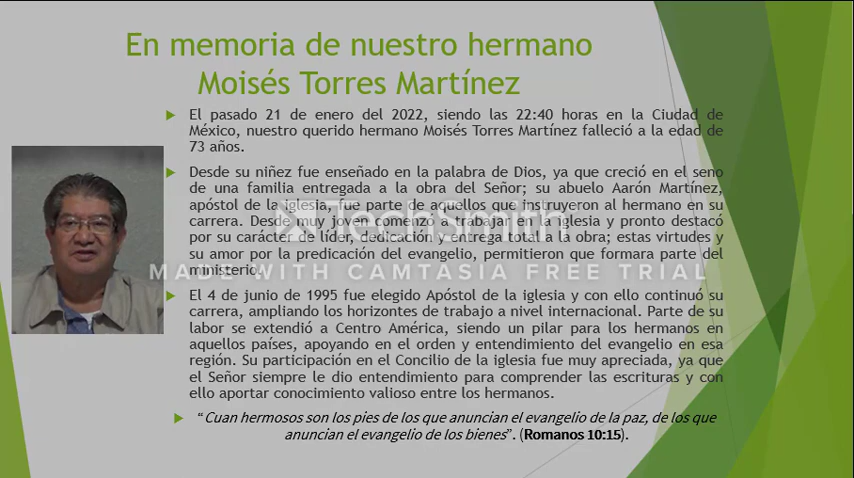 En memoria de nuestro hermano
Moisés Torres Martínez
El pasado 21 de enero del 2022, siendo las 22:40 horas en la Ciudad de
México, nuestro querido hermano Moisés Torres Martínez falleció a la edad de
73 años.
Desde su niñez fue enseñado en la palabra de Dios, ya que creció en el seno
de una familia entregada a la obra del Señor; su abuelo Aarón Martínez,
apóstol de la iglesia, fue parte de aquellos que instruyeron al hermano en su
carrera. Desde muy joven comenzó a trabajar en la iglesia y pronto destacó
por su carácter de líder, dedicación y entrega total a la obra; estas virtudes y
su amor por la predicación del evangelio, permitieron que formara parte del
ministerio.
El 4 de junio de 1995 fue elegido Apóstol de la iglesia y con ello continuó su
carrera, ampliando los horizontes de trabajo a nivel internacional. Parte de su
labor se extendió a Centro América, siendo un pilar para los hermanos en
aquellos países, apoyando en el orden y entendimiento del evangelio en esa
región. Su participación en el Concilio de la iglesia fue muy apreciada, ya que
el Señor siempre le dio entendimiento para comprender las escrituras y con
ello aportar conocimiento valioso entre los hermanos.
“Cuan hermosos son los pies de los que anuncian el evangelio de la paz, de los que
anuncian el evangelio de los bienes”. (Romanos 10:15).
TechSmith
MADE WITH CAMTASIA FREE TRIAL